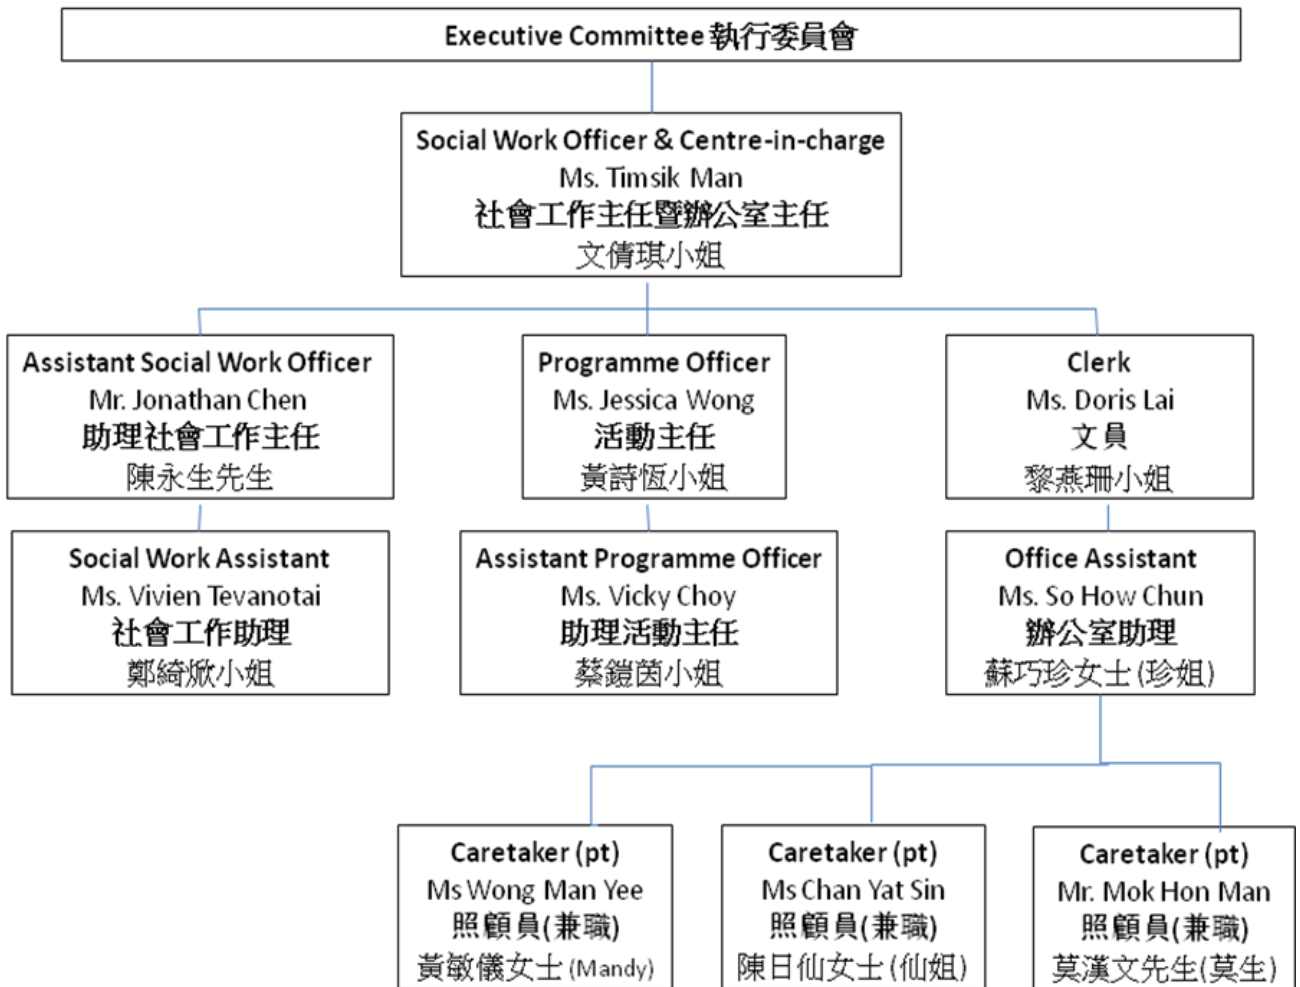 Executive Committee 執行委員會
Social Work Officer & Centre-in-charge
Ms. Timsik Man
社會工作主任暨辦公室主任
文倩琪小姐
Assistant Social Work Officer
Mr. Jonathan Chen
助理社會工作主任
陳永生先生
Programme Officer
Ms. Jessica Wong
活動主任
黃詩恆小姐
Clerk
Ms. Doris Lai
文員
黎燕珊小姐
Social Work Assistant
Ms. Vivien Tevanotai
社會工作助理
鄭綺焮小姐
Assistant Programme Officer
Ms. Vicky Choy
助理活動主任
蔡鎧茵小姐
Office Assistant
Ms. So How Chun
辦公室助理
蘇巧珍女士(珍姐)
Caretaker (pt)
Ms Wong Man Yee
照顧員(兼職)
黃敏儀女士(Mandy)
Caretaker (pt)
Ms Chan Yat Sin
照顧員(兼職)
陳日仙女士(仙姐)
Caretaker (pt)
Mr. Mok Hon Man
照顧員(兼職)
莫漢文先生(莫生)